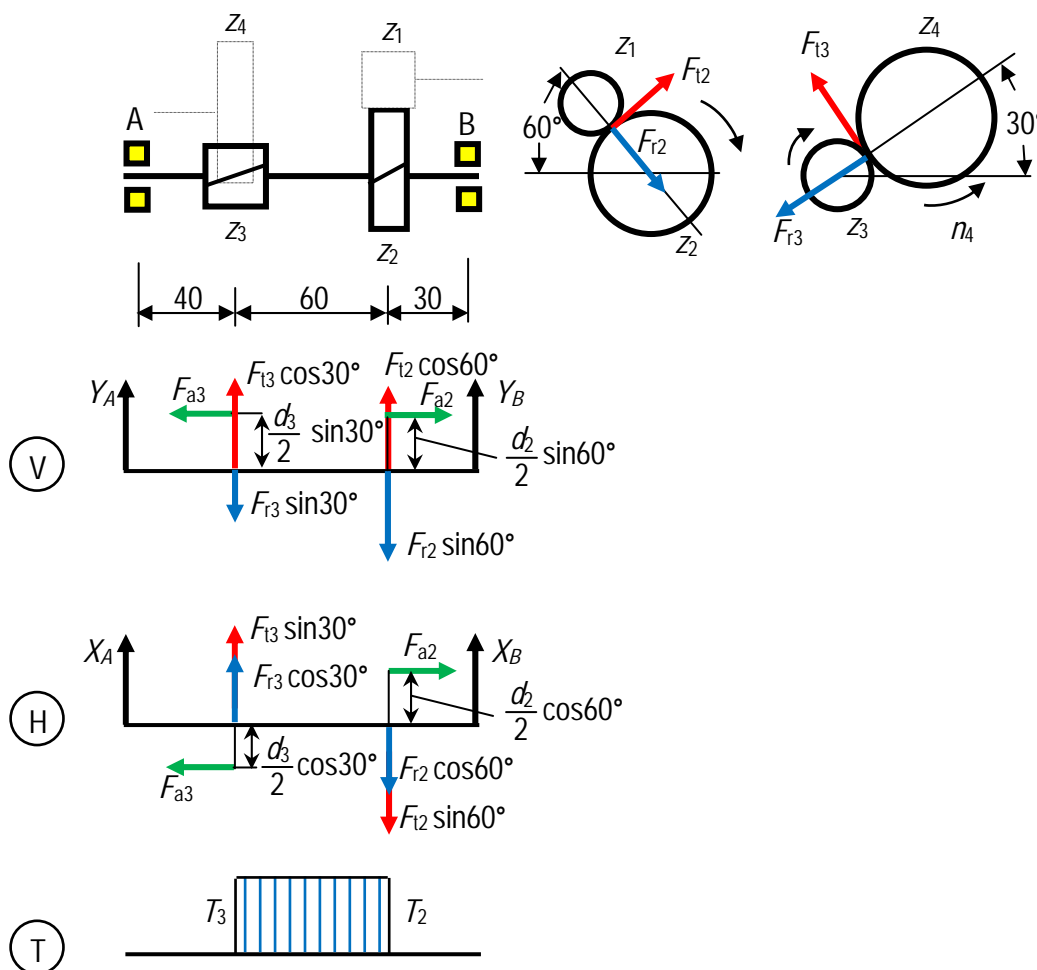 z4
z1
A
B
z3
z2
z1
Ft2
60°
Fr2
z2
z4
Ft3
30°
Fr3
z3
n4
40
60
30
V
YA
Fa3
Ft3 cos30°
d3/2 sin30°
Fr3 sin30°
Ft2 cos60°
Fa2
YB
d2/2 sin60°
Fr2 sin60°
H
XA
Ft3 sin30°
Fr3 cos30°
Fa2
XB
d2/2 cos60°
d3/2 cos30°
Fa3
Fr2 cos60°
Ft2 sin60°
T
T3
T2